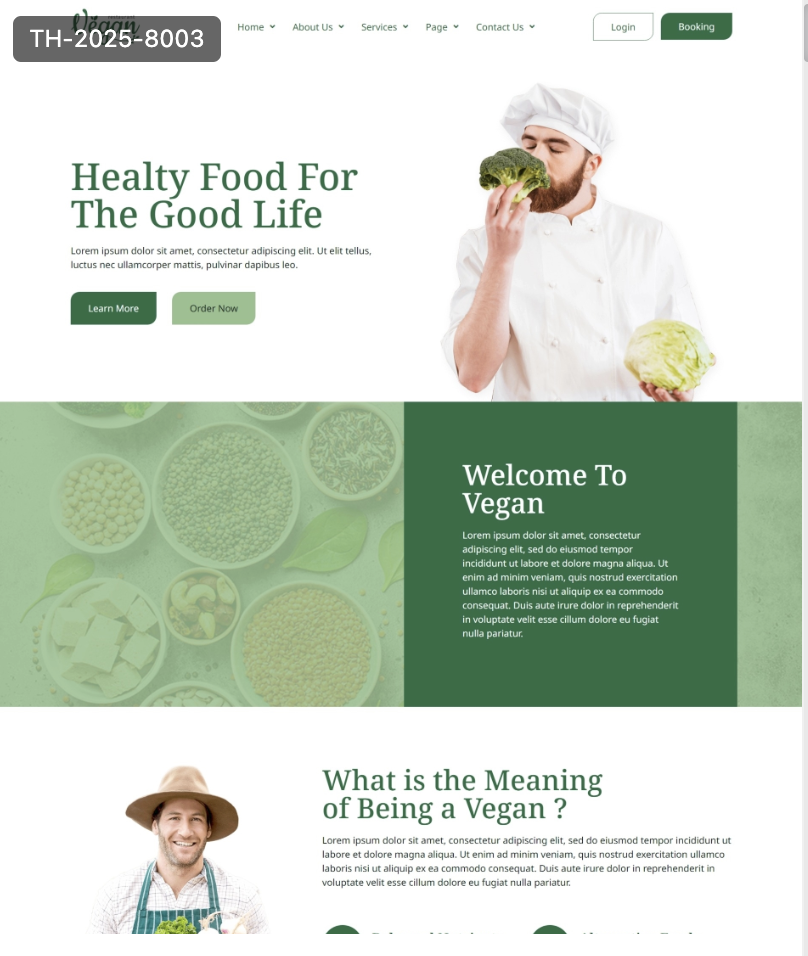 Vegan
TH-2025-8003
Home
About Us
Services
Page
Contact Us
Login
Booking
Healty Food For
The Good Life
Lorem ipsum dolor sit amet, consectetur adipiscing elit. Ut elit tellus,
luctus nec ullamcorper mattis, pulvinar dapibus leo.
Learn More
Order Now
Welcome To
Vegan
Lorem ipsum dolor sit amet, consectetur
adipiscing elit, sed do eiusmod tempor
incididunt ut labore et dolore magna aliqua. Ut
enim ad minim veniam, quis nostrud exercitation
ullamco laboris nisi ut aliquip ex ea commodo
consequat. Duis aute irure dolor in reprehenderit
in voluptate velit esse cillum dolore eu fugiat
nulla pariatur.
What is the Meaning
of Being a Vegan ?
Lorem ipsum dolor sit amet, consectetur adipiscing elit, sed do eiusmod tempor incididunt ut
labore et dolore magna aliqua. Ut enim ad minim veniam, quis nostrud exercitation ullamco
laboris nisi ut aliquip ex ea commodo consequat. Duis aute irure dolor in reprehenderit in
voluptate velit esse cillum dolore eu fugiat nulla pariatur.